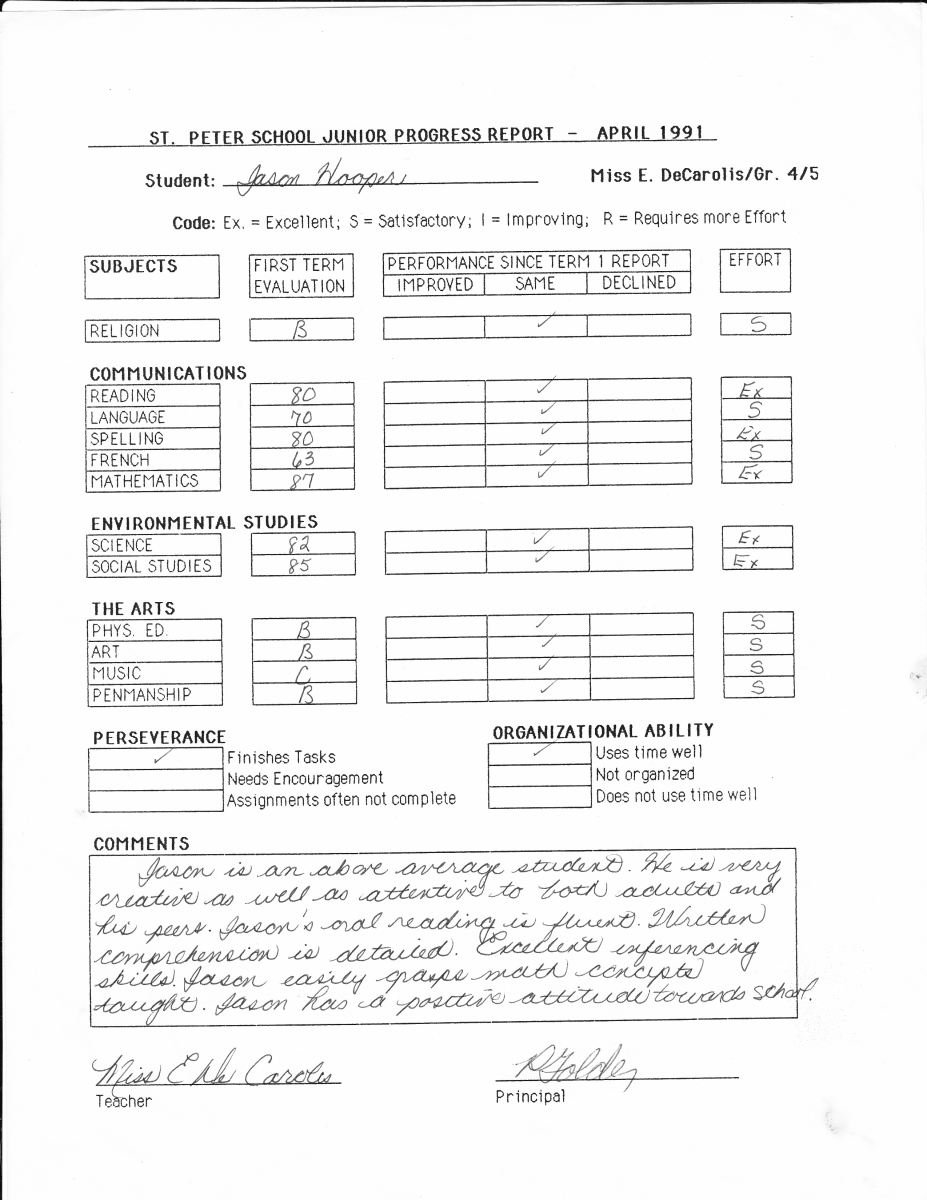 ST. PETER SCHOOL JUNIOR PROGRESS REPORT - APRIL 1991
Student: Jason Hooper Miss E. DeCarolis/Gr. 4/5
Code: Ex. = Excellent; S = Satisfactory; I = Improving; R = Requires more Effort
SUBJECTS FIRST TERM EVALUATION PERFORMANCE SINCE TERM 1 REPORT EFFORT
IMPROVED SAME DECLINED
RELIGION B ✓ S
COMMUNICATIONS
READING 80 ✓ Ex
LANGUAGE 70 ✓ S
SPELLING 80 ✓ Ex
FRENCH 63 ✓ S
MATHEMATICS 87 ✓ Ex
ENVIRONMENTAL STUDIES
SCIENCE 82 ✓ Ex
SOCIAL STUDIES 85 ✓ Ex
THE ARTS
PHYS. ED. B ✓ S
ART B ✓ S
MUSIC C ✓ S
PENMANSHIP B ✓ S
PERSEVERANCE ORGANIZATIONAL ABILITY
✓ Finishes Tasks ✓ Uses time well
Needs Encouragement Not organized
Assignments often not complete Does not use time well
COMMENTS
Jason is an above average student. He is very
creative as well as attentive to both adults and
his peers. Jason's oral reading is fluent. Written
comprehension is detailed. Excellent inferencing
skills. Jason easily grasps math concepts
taught. Jason has a positive attitude towards school.
Miss E De Carolis
Teacher Principal